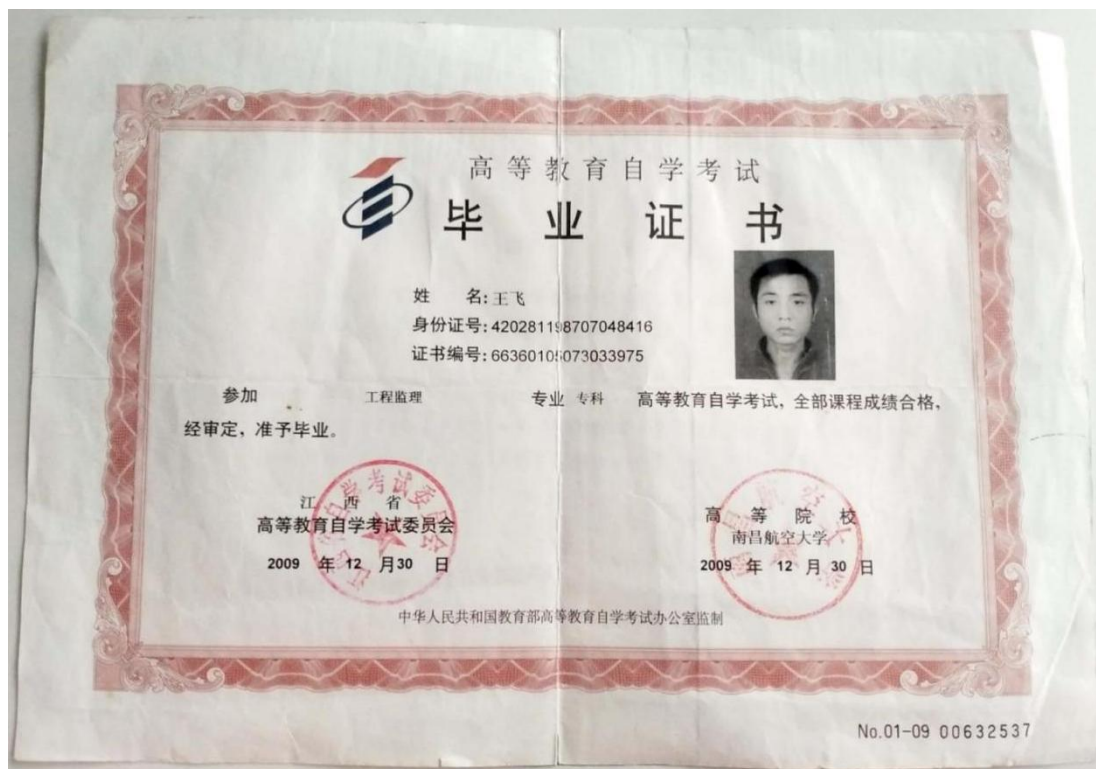 高等教育自学考试
毕业证书
姓 名:王飞
身份证号:420281198707048416
证书编号:66360105073033975
参加 工程监理 专业 专科 高等教育自学考试,全部课程成绩合格,
经审定,准予毕业。
江西省
高等教育自学考试委员会
2009 年 12 月 30 日
高等院校
南昌航空大学
2009 年 12 月 30 日
中华人民共和国教育部高等教育自学考试办公室监制
No.01-09 00632537